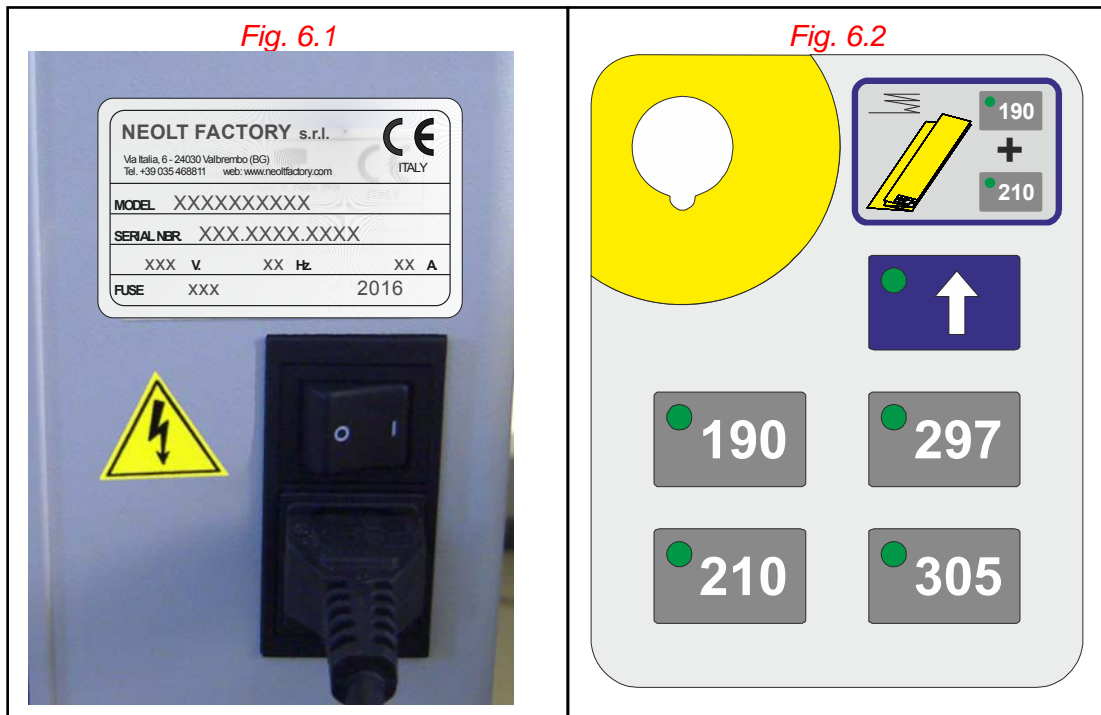 Fig. 6.1
NEOLT FACTORY s.r.l.
Via Italia, 6 - 24030 Valbrembo (BG)
Tel. +39 035 468811 web: www.neoltfactory.com
CE
ITALY
MODEL XXXXXXXXXX
SERIAL NBR. XXX.XXXX.XXXX
XXX V. XX Hz. XX A.
FUSE XXX 2016
O I
Fig. 6.2
190
+
210
190 297
210 305